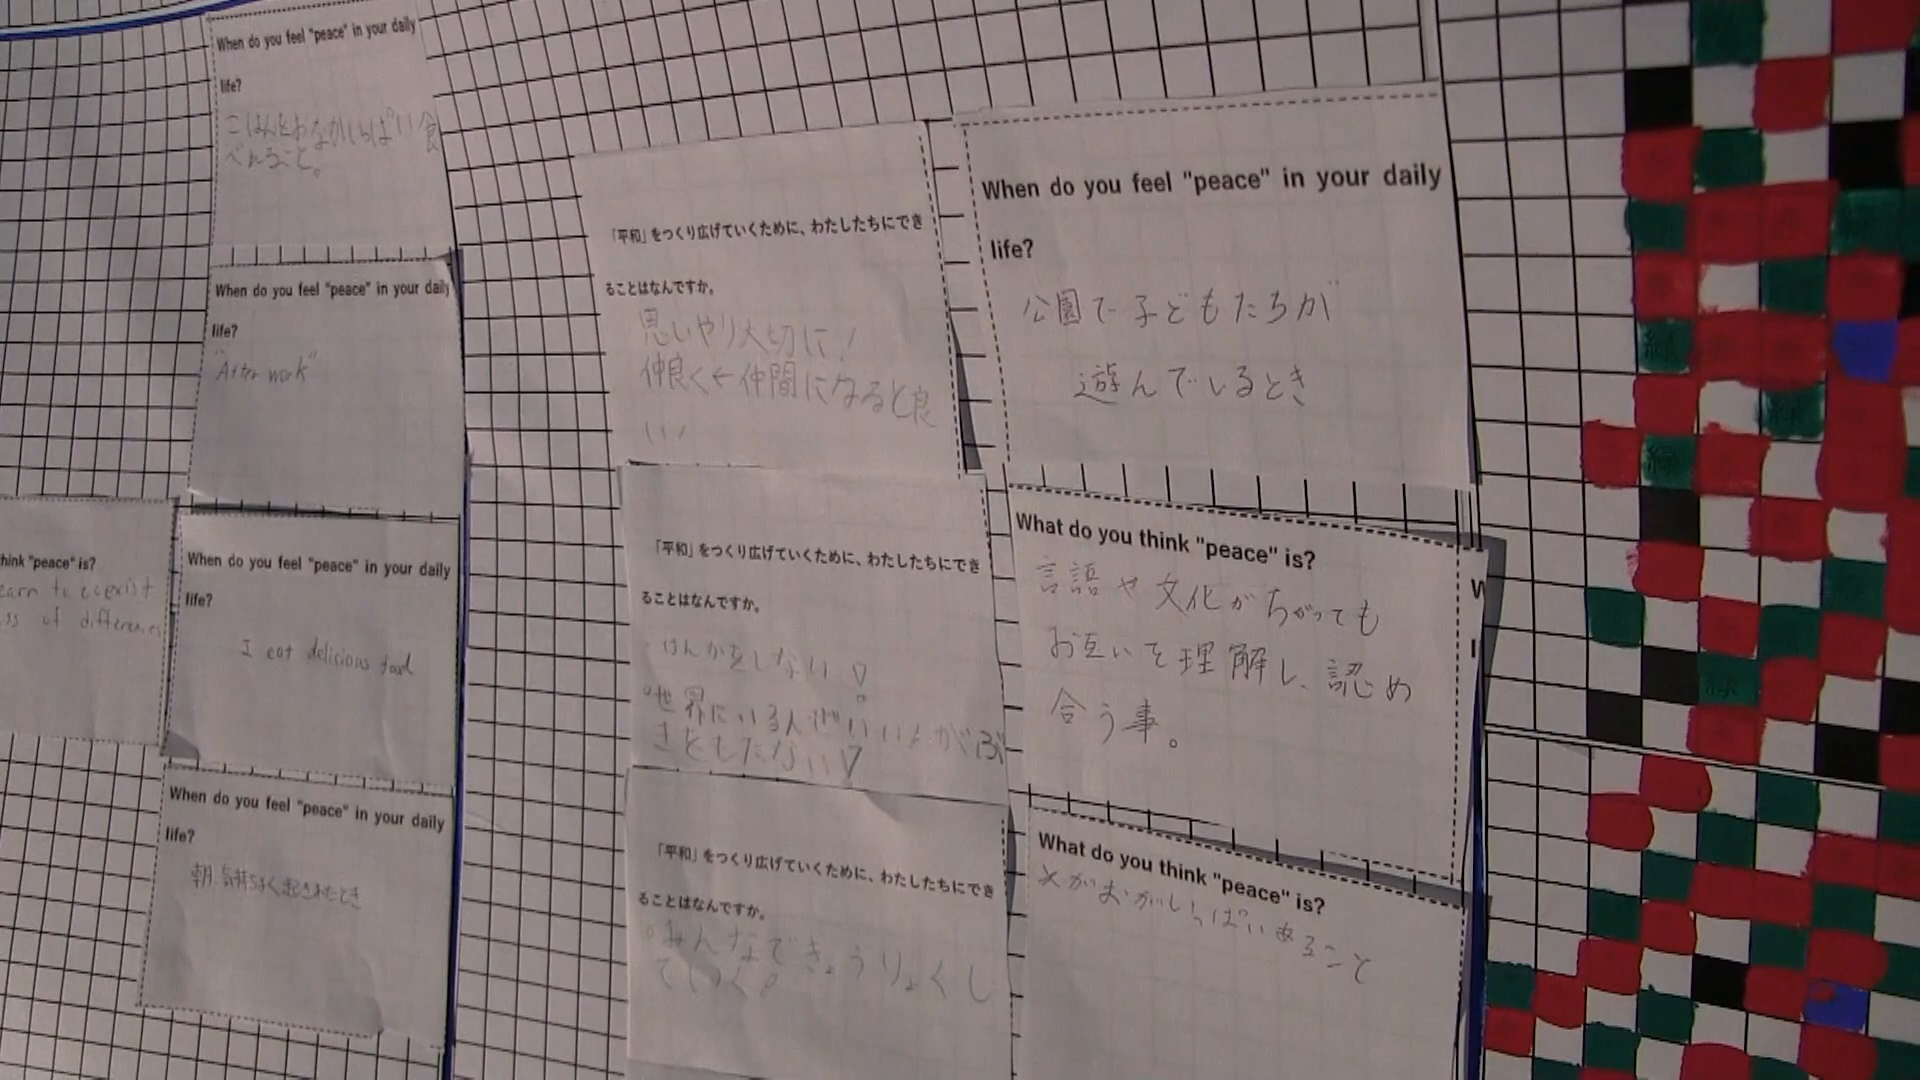 When do you feel "peace" in your daily
life?
ごはんとおなかいっぱい食
べれること。
When do you feel "peace" in your daily
life?
"After work"
think "peace" is?
earn to coexist
ss of differences
When do you feel "peace" in your daily
life?
I eat delicious food
When do you feel "peace" in your daily
life?
朝、気持ちよく起きれたとき
「平和」をつくり広げていくために、わたしたちにでき
ることはなんですか。
思いやり大切に！
仲良く←仲間になると良
い！
「平和」をつくり広げていくために、わたしたちにでき
ることはなんですか。
けんかをしない！
世界にいる人
「平和」をつくり広げていくために、わたしたちにでき
ることはなんですか。
みんなできょうりょくし
ていく。
When do you feel "peace" in your daily
life?
公園で子どもたちが
遊んでいるとき
What do you think "peace" is?
言語や文化がちがっても
お互いを理解し、認め
合う事。
What do you think "peace" is?
えがおがいっぱいあること
緑
緑
緑
緑